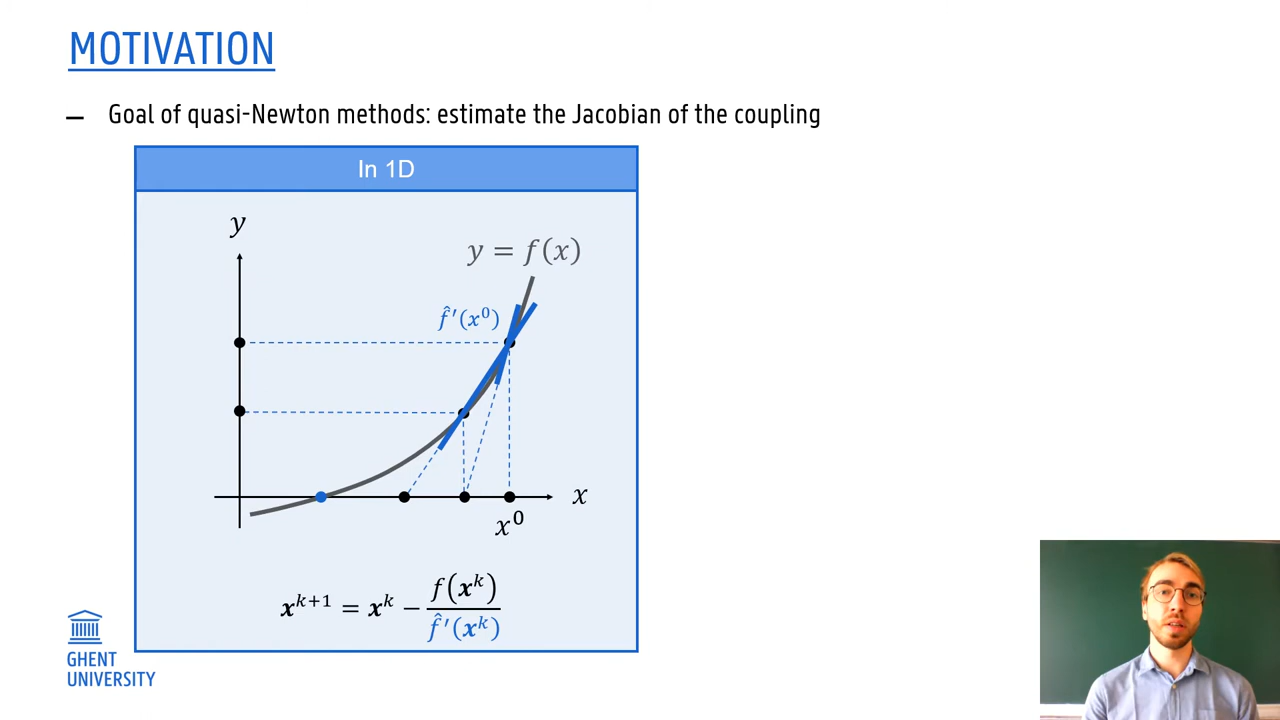 MOTIVATION
– Goal of quasi-Newton methods: estimate the Jacobian of the coupling
In 1D
y
y = f(x)
f̂′(x⁰)
x
x⁰
xᵏ⁺¹ = xᵏ − f(xᵏ) / f̂′(xᵏ)
GHENT
UNIVERSITY